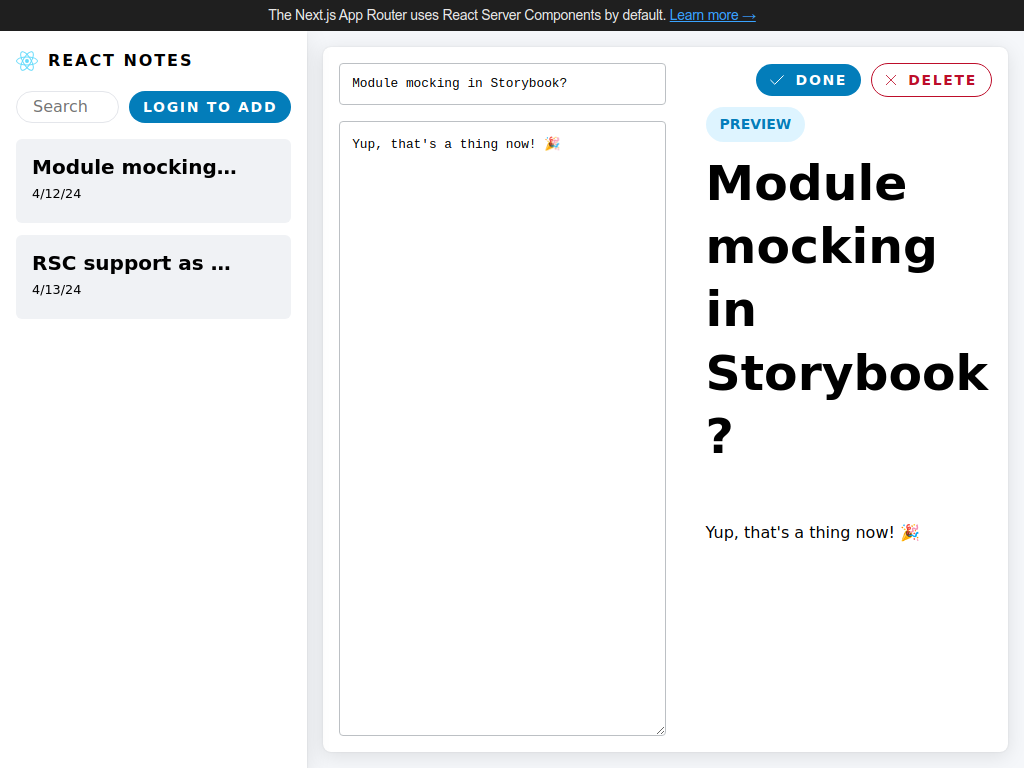 The Next.js App Router uses React Server Components by default. Learn more →
REACT NOTES
Search
LOGIN TO ADD
Module mocking...
4/12/24
RSC support as ...
4/13/24
Module mocking in Storybook?
Yup, that's a thing now! 🎉
DONE
DELETE
PREVIEW
Module
mocking
in
Storybook
?
Yup, that's a thing now! 🎉